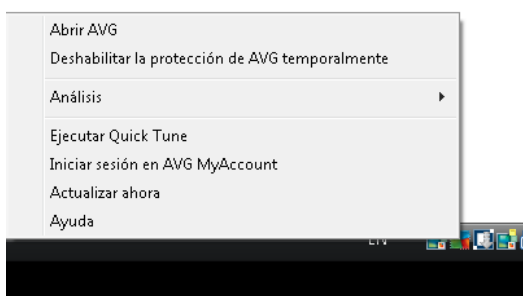 Abrir AVG
Deshabilitar la protección de AVG temporalmente
Análisis
Ejecutar Quick Tune
Iniciar sesión en AVG MyAccount
Actualizar ahora
Ayuda
EN